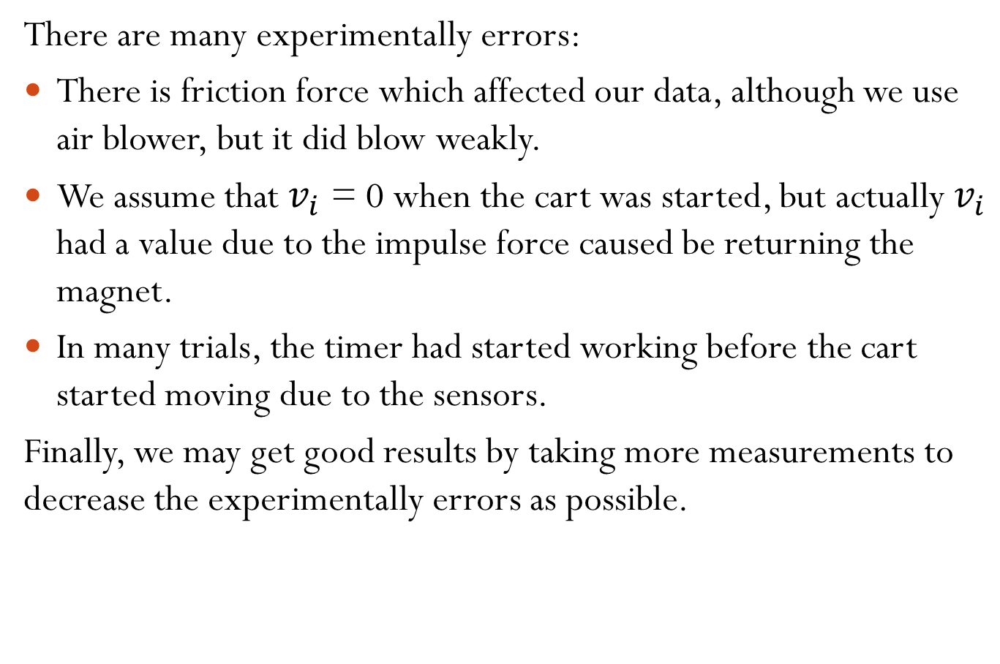 There are many experimentally errors:
• There is friction force which affected our data, although we use
air blower, but it did blow weakly.
• We assume that 𝑣ᵢ = 0 when the cart was started, but actually 𝑣ᵢ
had a value due to the impulse force caused be returning the
magnet.
• In many trials, the timer had started working before the cart
started moving due to the sensors.
Finally, we may get good results by taking more measurements to
decrease the experimentally errors as possible.